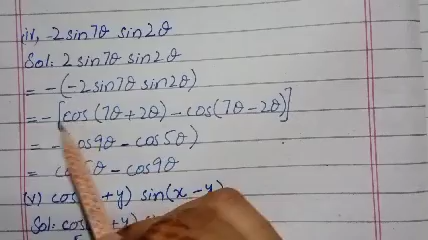 iv, -2 sin7θ sin2θ
Sol: 2 sin7θ sin2θ
= -(-2 sin7θ sin2θ)
= -[cos(7θ+2θ) - cos(7θ-2θ)]
= - cos9θ - cos5θ)
= θ - cos9θ
(v) cos +y) sin(x-y)
Sol: cos +y)